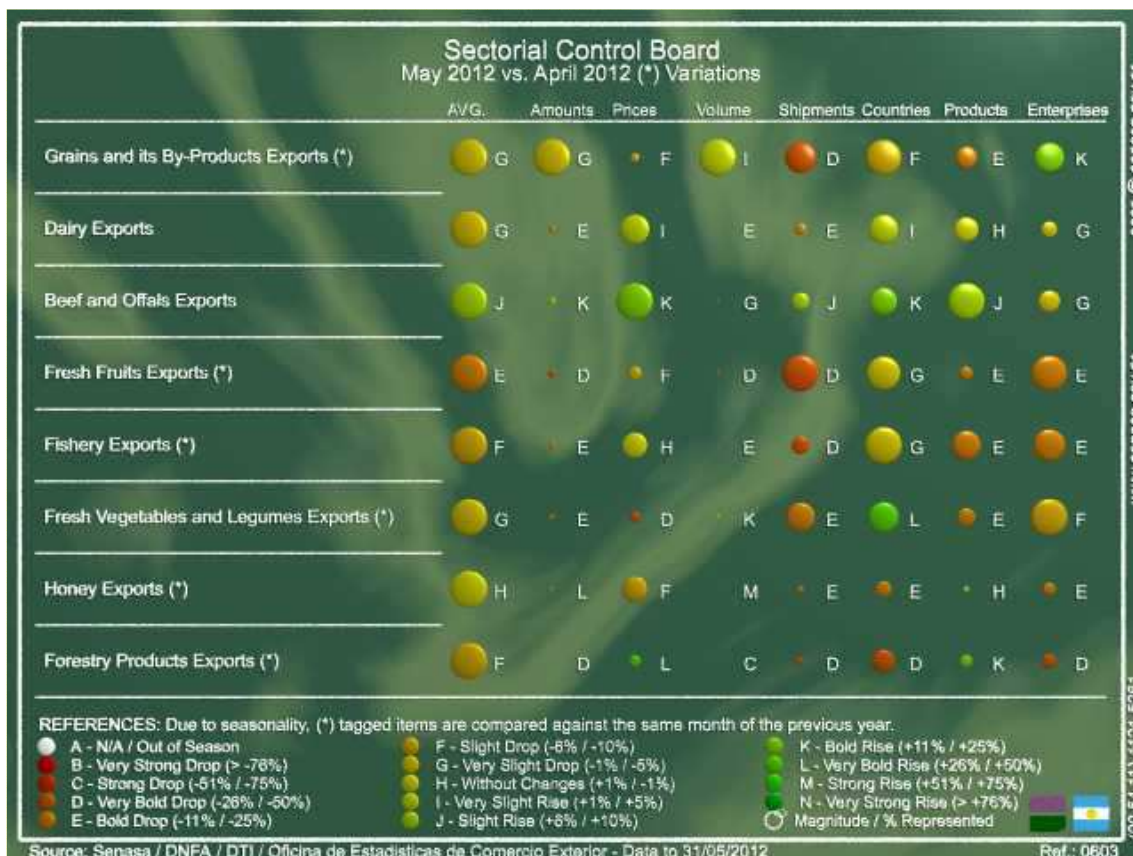 Sectorial Control Board
May 2012 vs. April 2012 (*) Variations
AVG. Amounts Prices Volume Shipments Countries Products Enterprises
Grains and its By-Products Exports (*) G G F I D F E K
Dairy Exports G E I E E I H G
Beef and Offals Exports J K K G J K J G
Fresh Fruits Exports (*) E D F D D G E E
Fishery Exports (*) F E H E D G E E
Fresh Vegetables and Legumes Exports (*) G E D K E L E F
Honey Exports (*) H L F M E E H E
Forestry Products Exports (*) F D L C D D K D
REFERENCES: Due to seasonality, (*) tagged items are compared against the same month of the previous year.
A - N/A / Out of Season
B - Very Strong Drop (> -76%)
C - Strong Drop (-51% / -75%)
D - Very Bold Drop (-26% / -50%)
E - Bold Drop (-11% / -25%)
F - Slight Drop (-6% / -10%)
G - Very Slight Drop (-1% / -5%)
H - Without Changes (+1% / -1%)
I - Very Slight Rise (+1% / +5%)
J - Slight Rise (+6% / +10%)
K - Bold Rise (+11% / +25%)
L - Very Bold Rise (+26% / +50%)
M - Strong Rise (+51% / +75%)
N - Very Strong Rise (> +76%)
Magnitude / % Represented
Source: Senasa / DNFA / DTI / Oficina de Estadisticas de Comercio Exterior - Data to 31/05/2012
Ref.: 0603